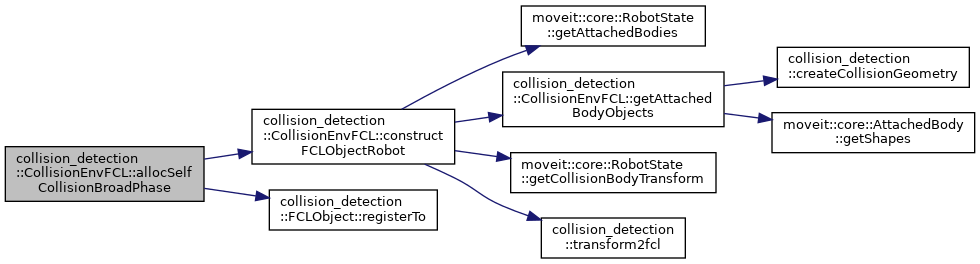 collision_detection
::CollisionEnvFCL::allocSelf
CollisionBroadPhase
collision_detection
::CollisionEnvFCL::construct
FCLObjectRobot
collision_detection
::FCLObject::registerTo
moveit::core::RobotState
::getAttachedBodies
collision_detection
::CollisionEnvFCL::getAttached
BodyObjects
moveit::core::RobotState
::getCollisionBodyTransform
collision_detection
::transform2fcl
collision_detection
::createCollisionGeometry
moveit::core::AttachedBody
::getShapes